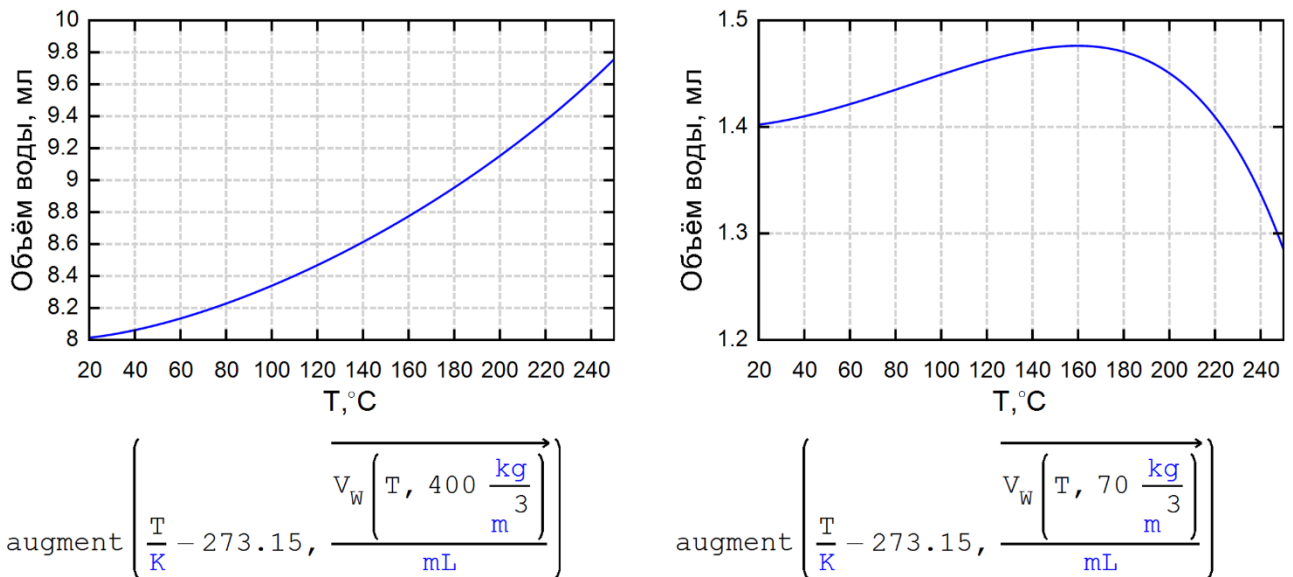 10
9.8
9.6
9.4
9.2
9
8.8
8.6
8.4
8.2
8
Объём воды, мл
20 40 60 80 100 120 140 160 180 200 220 240
T,°C
1.5
1.4
1.3
1.2
Объём воды, мл
20 40 60 80 100 120 140 160 180 200 220 240
T,°C
augment ( T/K − 273.15, V_W ( T, 400 kg/m^3 ) / mL )
augment ( T/K − 273.15, V_W ( T, 70 kg/m^3 ) / mL )